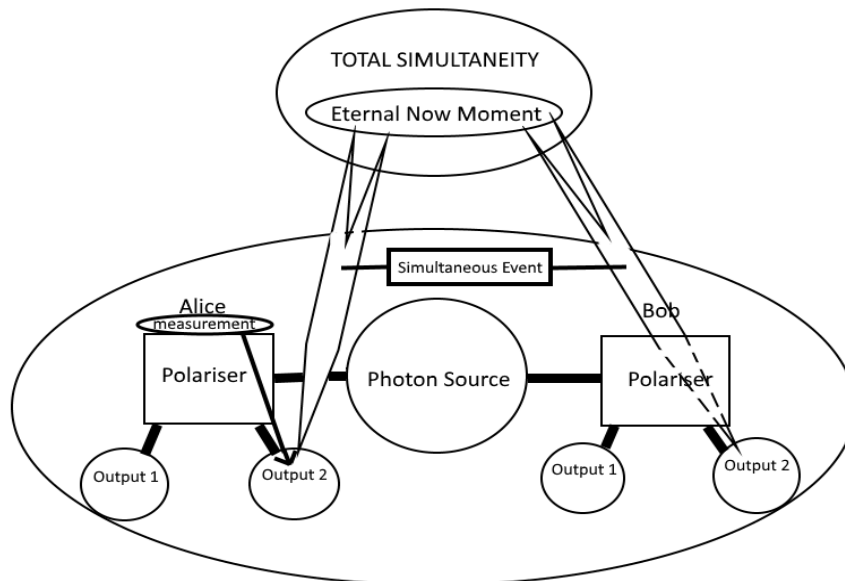 TOTAL SIMULTANEITY
Eternal Now Moment
Simultaneous Event
Alice
measurement
Bob
Polariser
Photon Source
Polariser
Output 1
Output 2
Output 1
Output 2